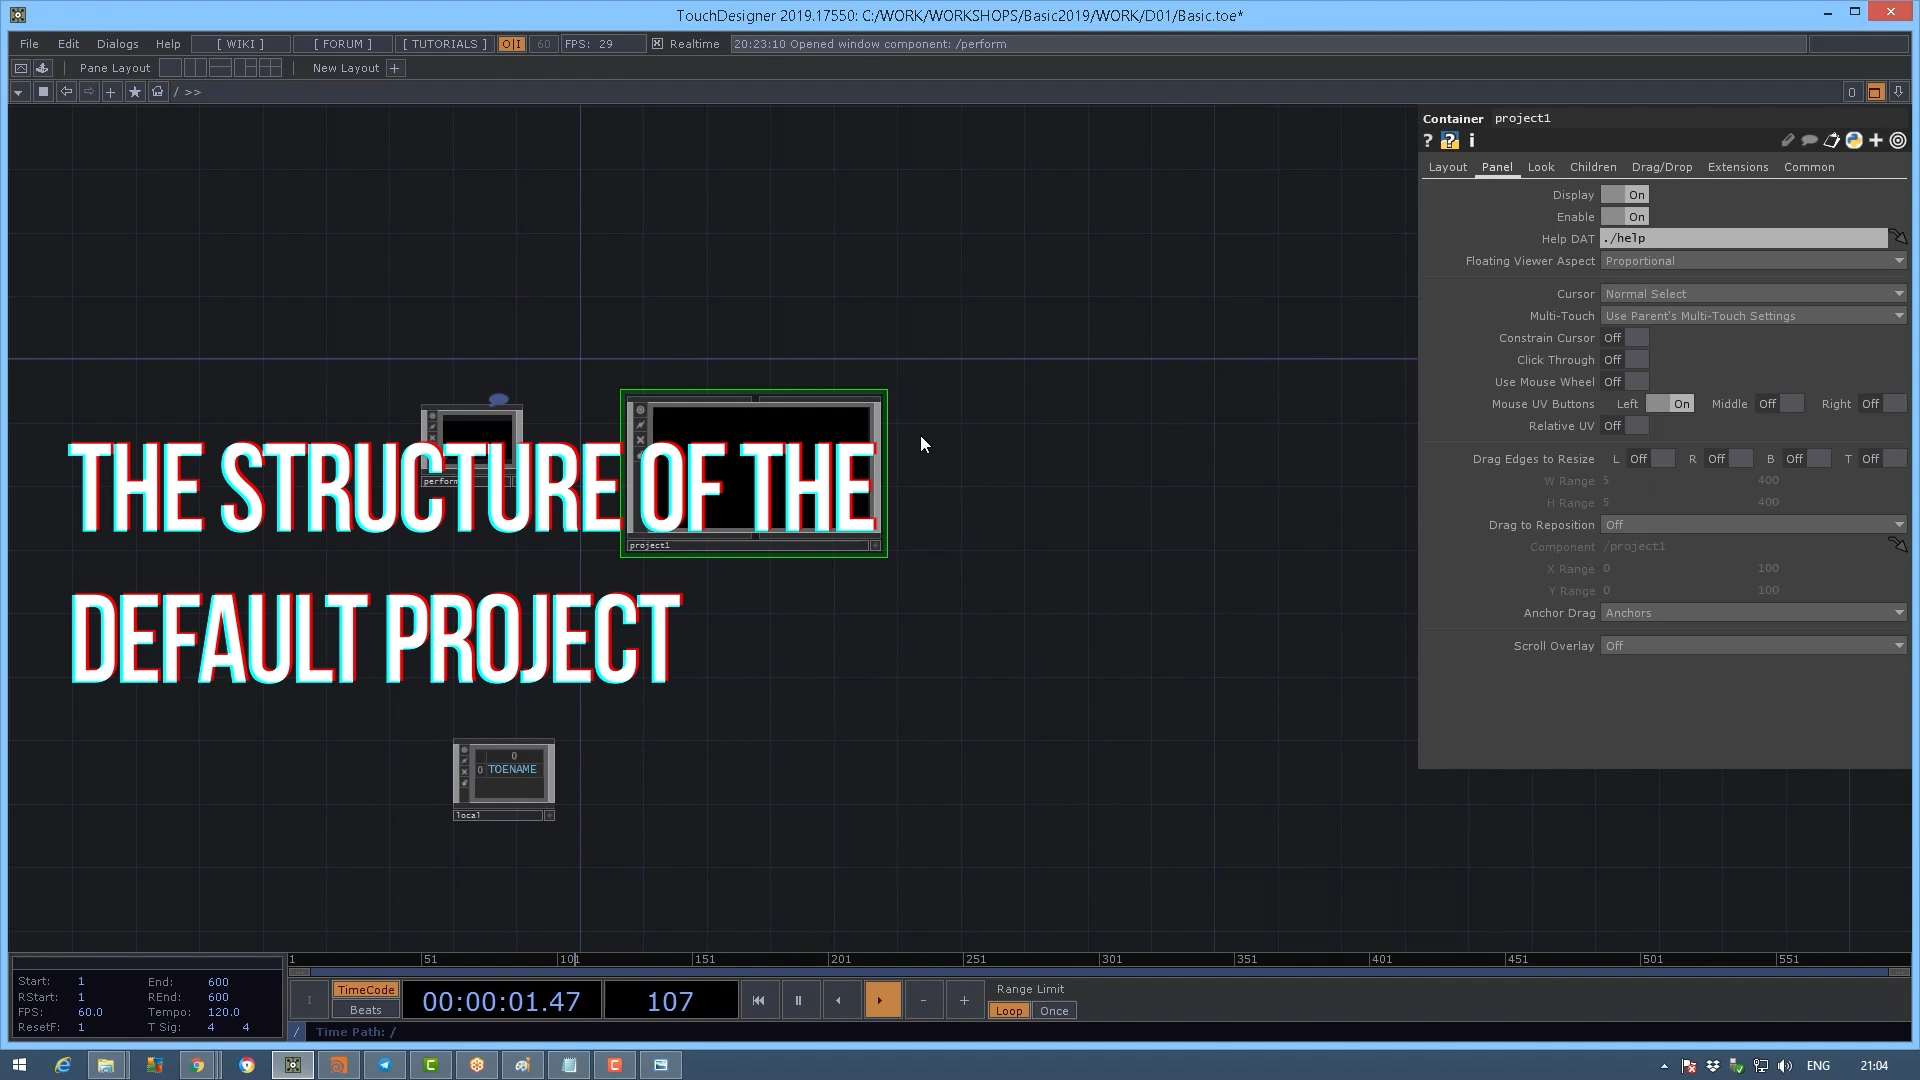 TouchDesigner 2019.17550: C:/WORK/WORKSHOPS/Basic2019/WORK/D01/Basic.toe*
File Edit Dialogs Help [ WIKI ] [ FORUM ] [ TUTORIALS ] O|I 60 FPS: 29 Realtime 20:23:10 Opened window component: /perform
Pane Layout New Layout +
/ >>
0
Container project1
? ? i
Layout Panel Look Children Drag/Drop Extensions Common
Display On
Enable On
Help DAT ./help
Floating Viewer Aspect Proportional
Cursor Normal Select
Multi-Touch Use Parent's Multi-Touch Settings
Constrain Cursor Off
Click Through Off
Use Mouse Wheel Off
Mouse UV Buttons Left On Middle Off Right Off
Relative UV Off
Drag Edges to Resize L Off R Off B Off T Off
W Range 5 400
H Range 5 400
Drag to Reposition Off
Component /project1
X Range 0 100
Y Range 0 100
Anchor Drag Anchors
Scroll Overlay Off
perform
THE STRUCTURE OF THE
project1
DEFAULT PROJECT
0
0 TOENAME
local
1 51 101 151 201 251 301 351 401 451 501 551
Start: 1 End: 600
RStart: 1 REnd: 600
FPS: 60.0 Tempo: 120.0
ResetF: 1 T Sig: 4 4
TimeCode
Beats
00:00:01.47 107
- +
Range Limit
Loop Once
/ Time Path: /
ENG 21:04